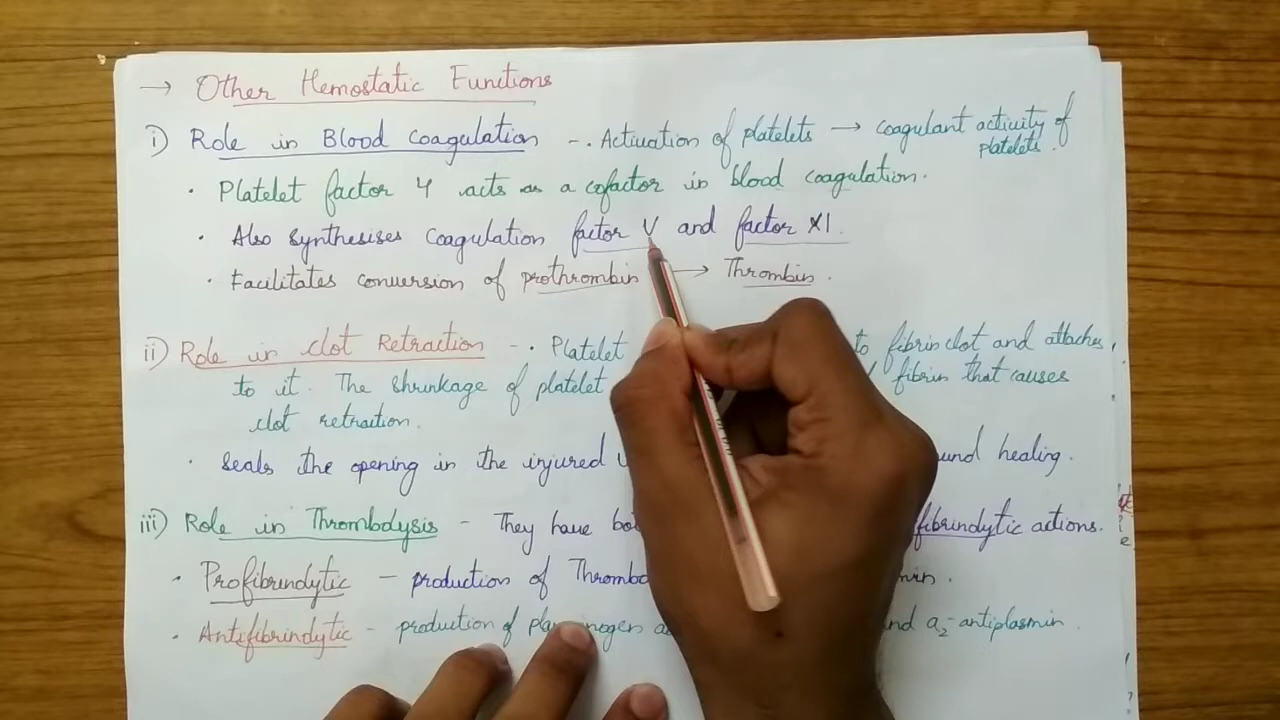 → Other Hemostatic Functions
i) Role in Blood coagulation - . Activation of platelets → coagulant activity of platelets.
. Platelet factor 4 acts as a cofactor in blood coagulation.
. Also synthesises coagulation factor V and factor XI.
. Facilitates conversion of prothrombin → Thrombin.
ii) Role in clot Retraction - . Platelet to fibrin clot and attaches
to it. The shrinkage of platelet fibrin that causes
clot retraction.
. Seals the opening in the injured healing.
iii) Role in Thrombolysis - They have fibrinolytic actions.
. Profibrinolytic - production of
. Antifibrinolytic - production of and α2-antiplasmin.